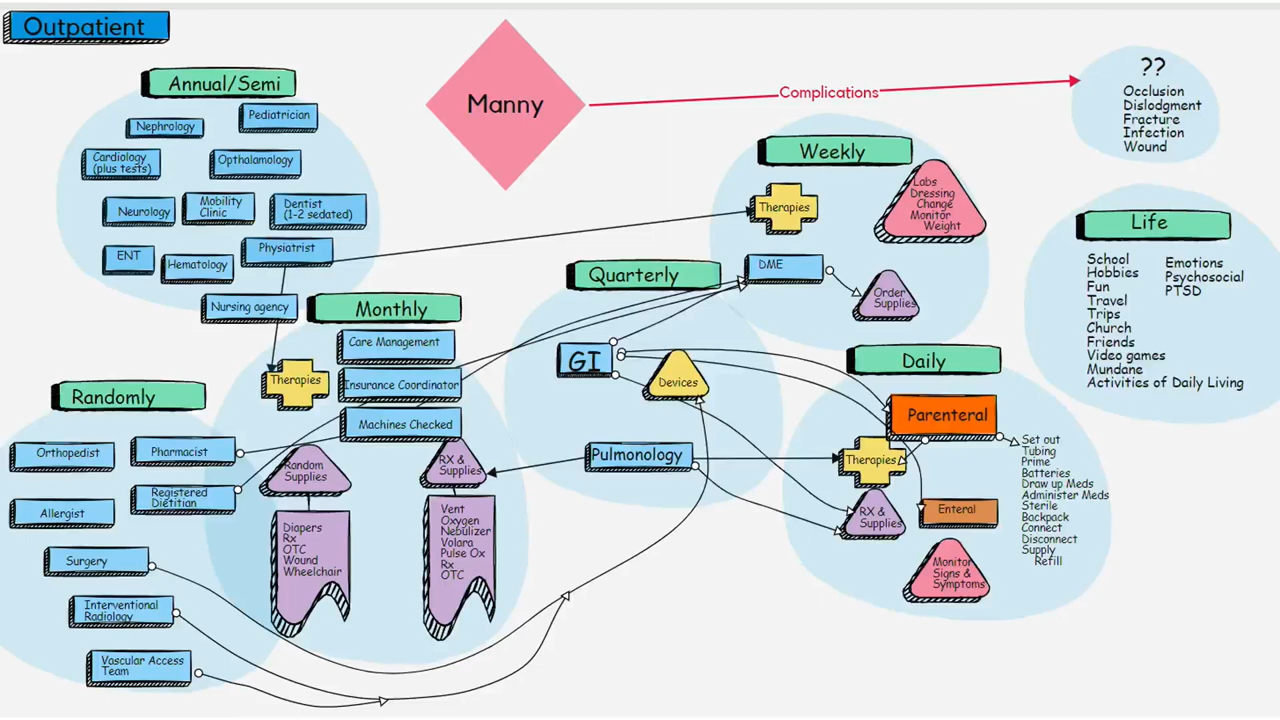 Outpatient
Manny
Complications
??
Occlusion
Dislodgment
Fracture
Infection
Wound
Annual/Semi
Nephrology
Pediatrician
Cardiology
(plus tests)
Opthalamology
Neurology
Mobility
Clinic
Dentist
(1-2 sedated)
ENT
Hematology
Physiatrist
Nursing agency
Therapies
Monthly
Care Management
Insurance Coordinator
Machines Checked
Random
Supplies
Diapers
Rx
OTC
Wound
Wheelchair
RX &
Supplies
Vent
Oxygen
Nebulizer
Volara
Pulse Ox
Rx
OTC
Randomly
Orthopedist
Pharmacist
Allergist
Registered
Dietitian
Surgery
Interventional
Radiology
Vascular Access
Team
Quarterly
GI
Devices
Pulmonology
Weekly
Therapies
Labs
Dressing
Change
Monitor
Weight
DME
Order
Supplies
Daily
Parenteral
Therapies
RX &
Supplies
Enteral
Monitor
Signs &
Symptoms
Set out
Tubing
Prime
Batteries
Draw up Meds
Administer Meds
Sterile
Backpack
Connect
Disconnect
Supply
Refill
Life
School
Hobbies
Fun
Travel
Trips
Church
Friends
Video games
Mundane
Activities of Daily Living
Emotions
Psychosocial
PTSD